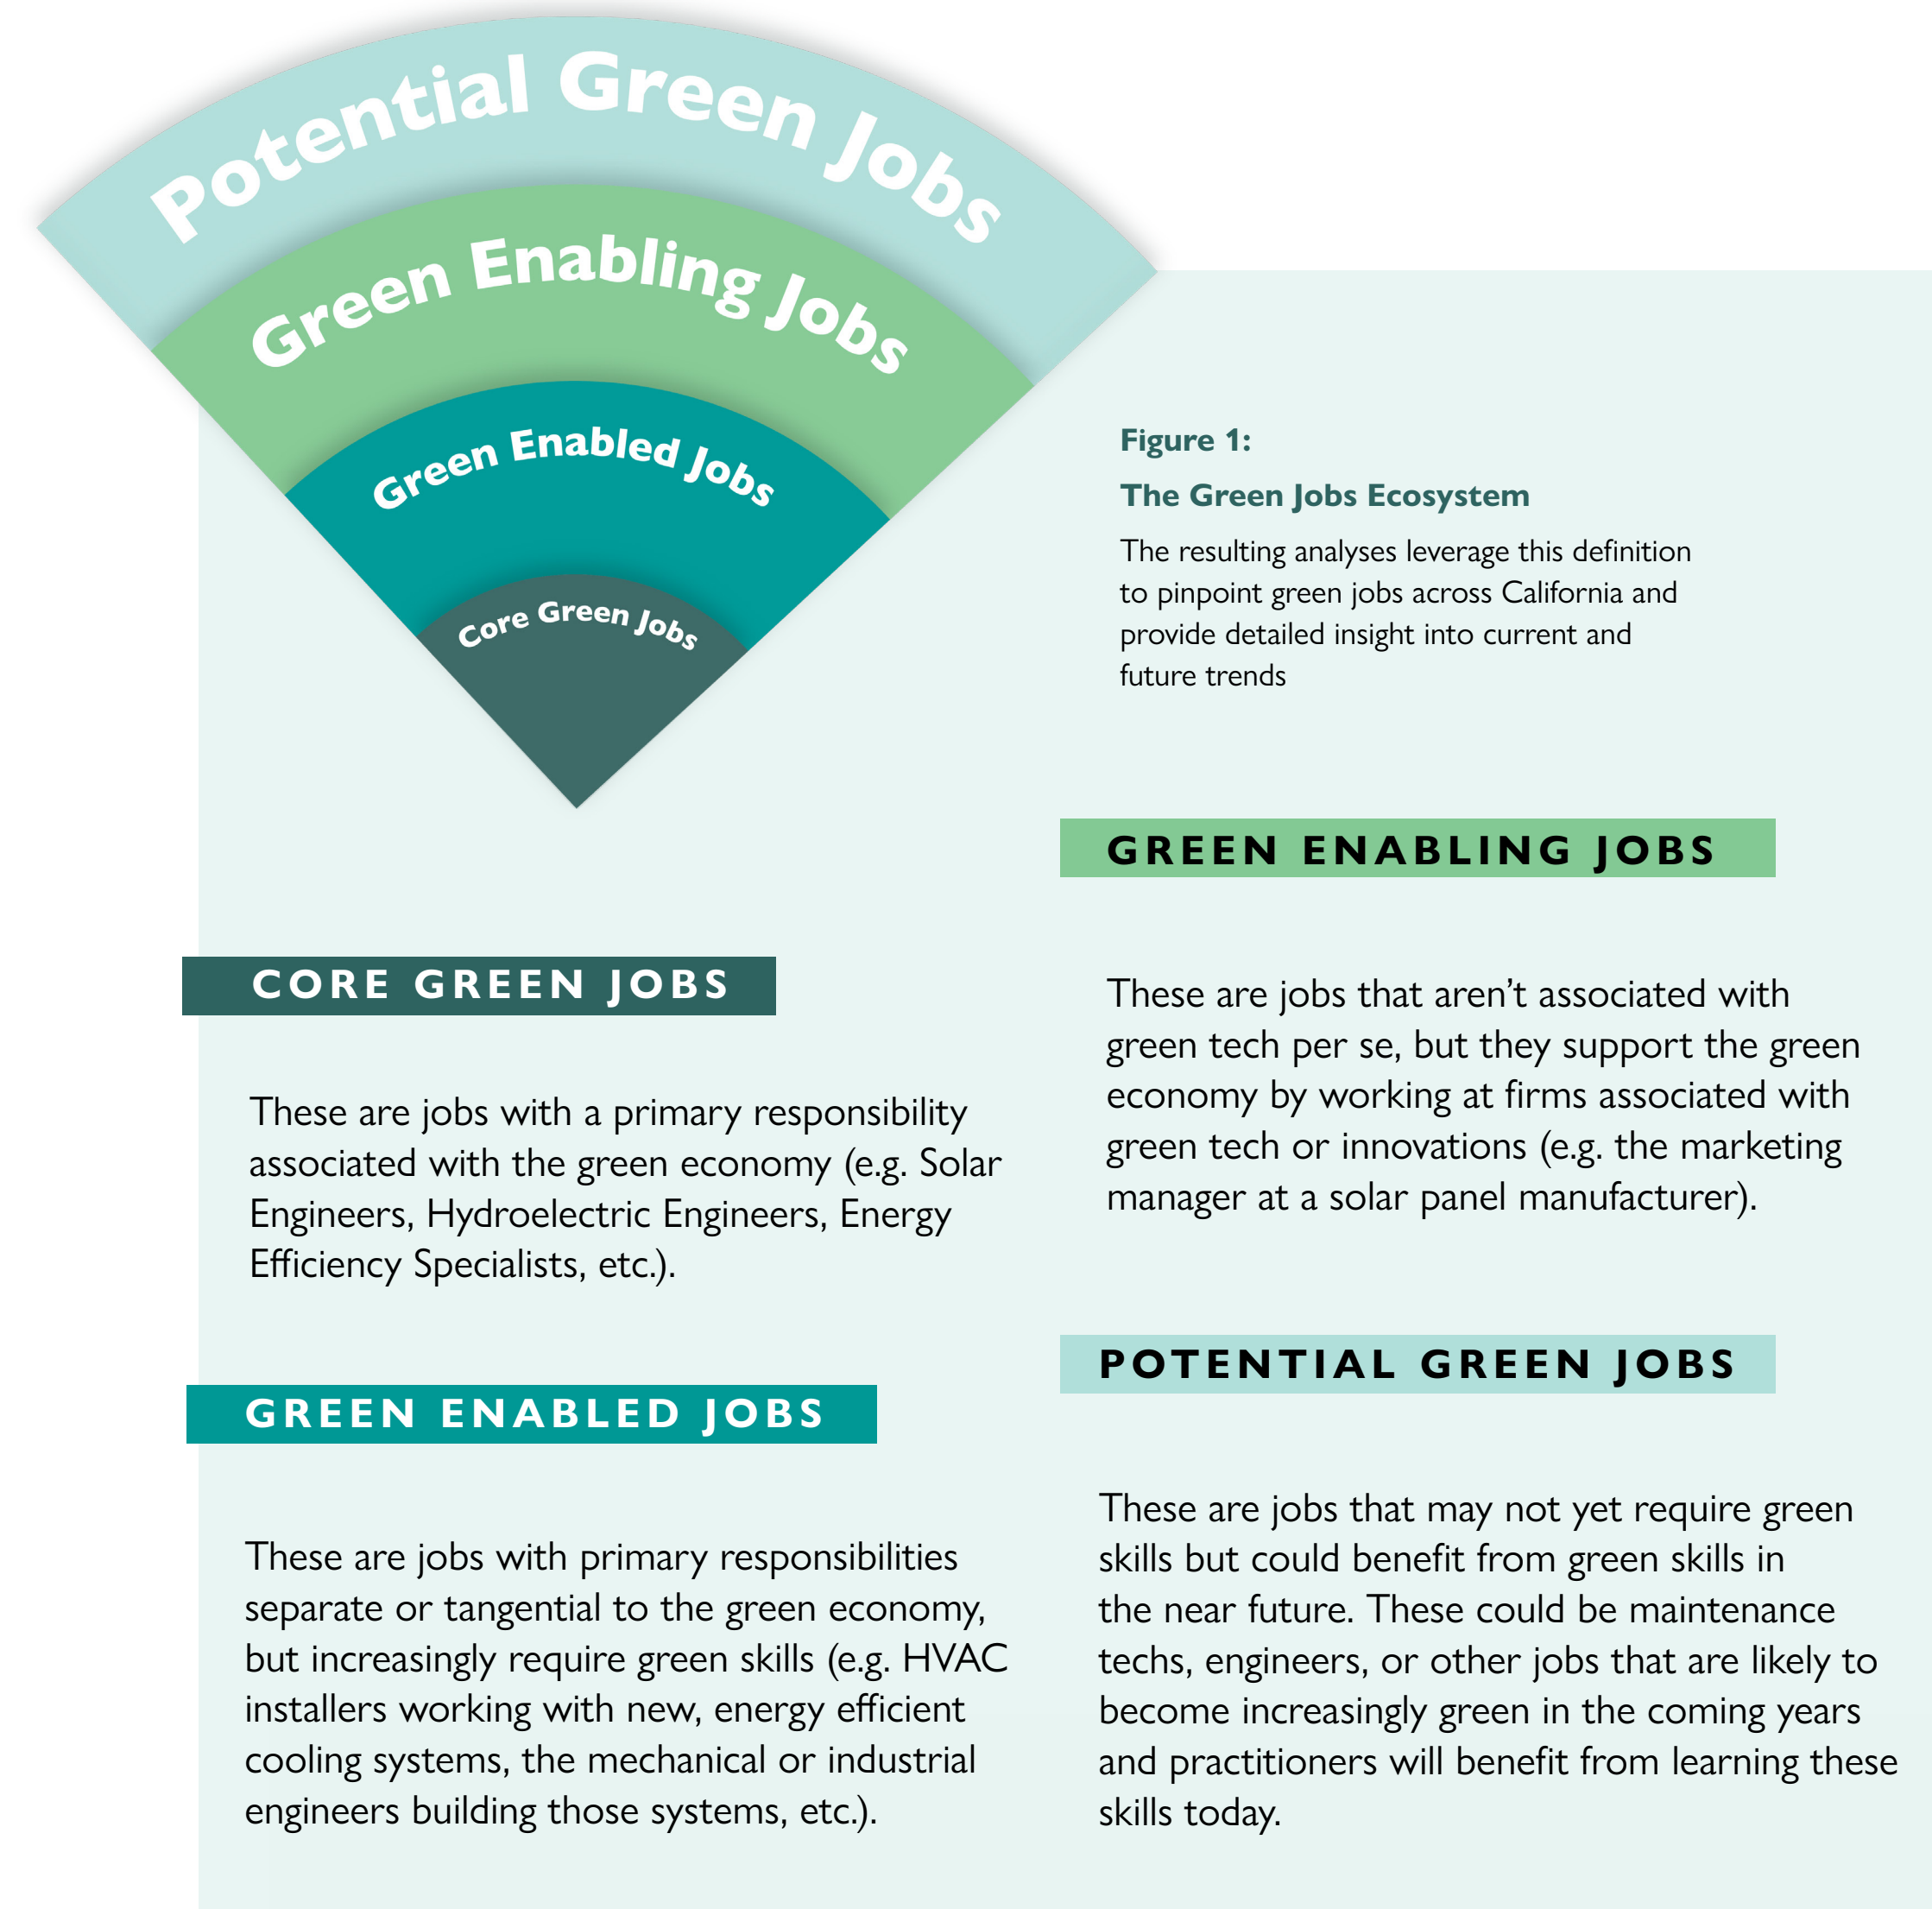 Potential Green Jobs
Green Enabling Jobs
Green Enabled Jobs
Core Green Jobs
Figure 1:
The Green Jobs Ecosystem
The resulting analyses leverage this definition
to pinpoint green jobs across California and
provide detailed insight into current and
future trends
CORE GREEN JOBS
These are jobs with a primary responsibility
associated with the green economy (e.g. Solar
Engineers, Hydroelectric Engineers, Energy
Efficiency Specialists, etc.).
GREEN ENABLED JOBS
These are jobs with primary responsibilities
separate or tangential to the green economy,
but increasingly require green skills (e.g. HVAC
installers working with new, energy efficient
cooling systems, the mechanical or industrial
engineers building those systems, etc.).
GREEN ENABLING JOBS
These are jobs that aren’t associated with
green tech per se, but they support the green
economy by working at firms associated with
green tech or innovations (e.g. the marketing
manager at a solar panel manufacturer).
POTENTIAL GREEN JOBS
These are jobs that may not yet require green
skills but could benefit from green skills in
the near future. These could be maintenance
techs, engineers, or other jobs that are likely to
become increasingly green in the coming years
and practitioners will benefit from learning these
skills today.